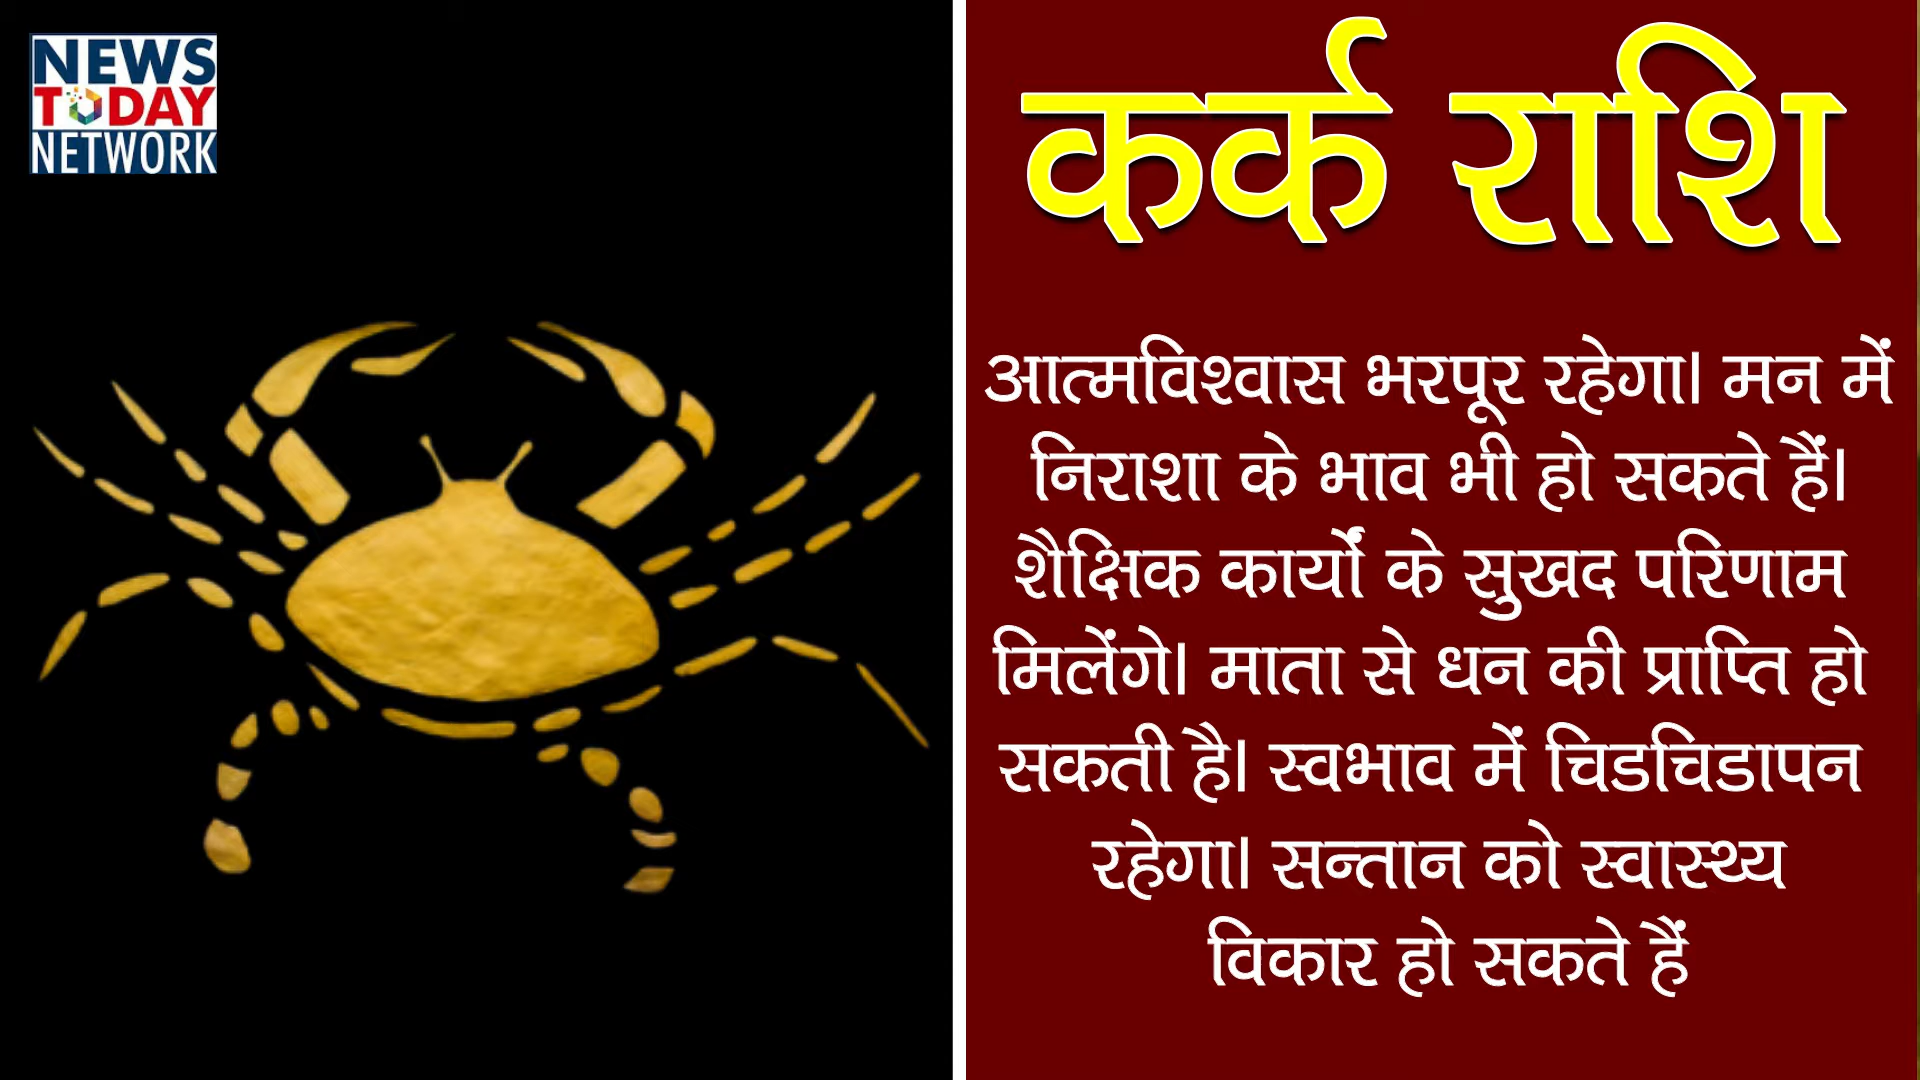 NEWS
TODAY
NETWORK
कर्क राशि
आत्मविश्वास भरपूर रहेगा। मन में
निराशा के भाव भी हो सकते हैं।
शैक्षिक कार्यों के सुखद परिणाम
मिलेंगे। माता से धन की प्राप्ति हो
सकती है। स्वभाव में चिडचिडापन
रहेगा। सन्तान को स्वास्थ्य
विकार हो सकते हैं